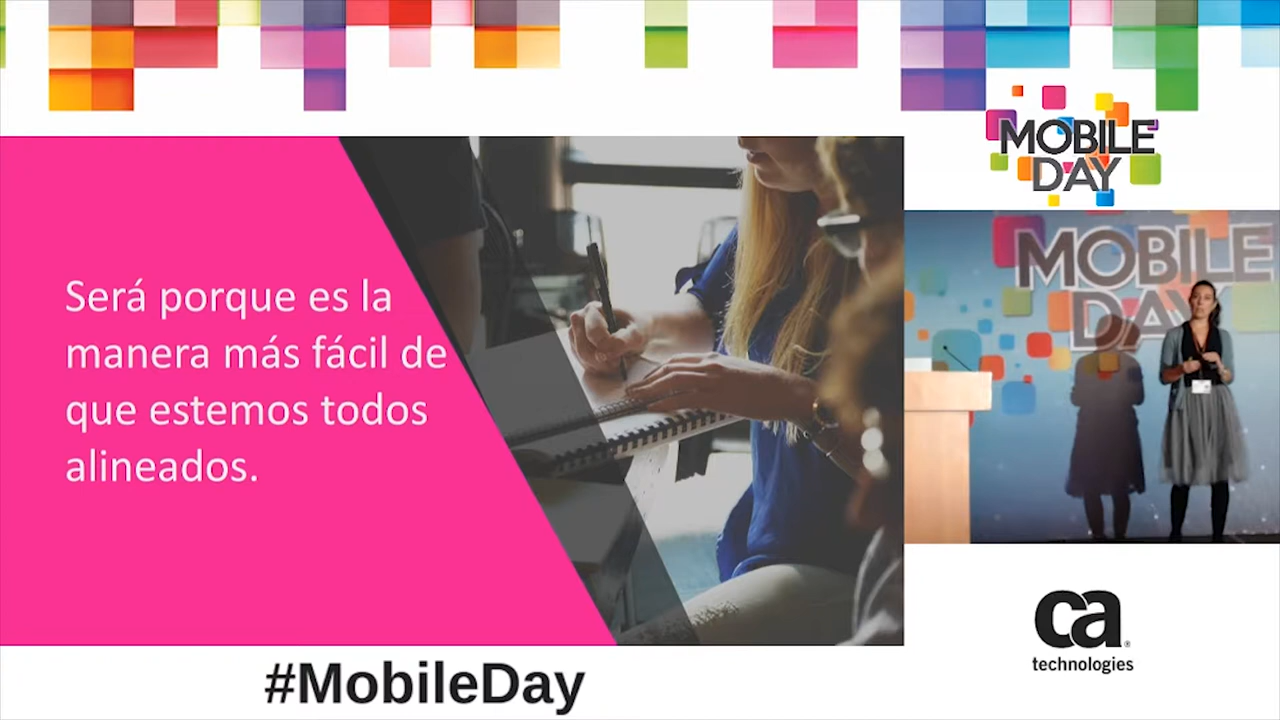 MOBILE
DAY
Será porque es la
manera más fácil de
que estemos todos
alineados.
MOBILE
DAY
ca
technologies
#MobileDay